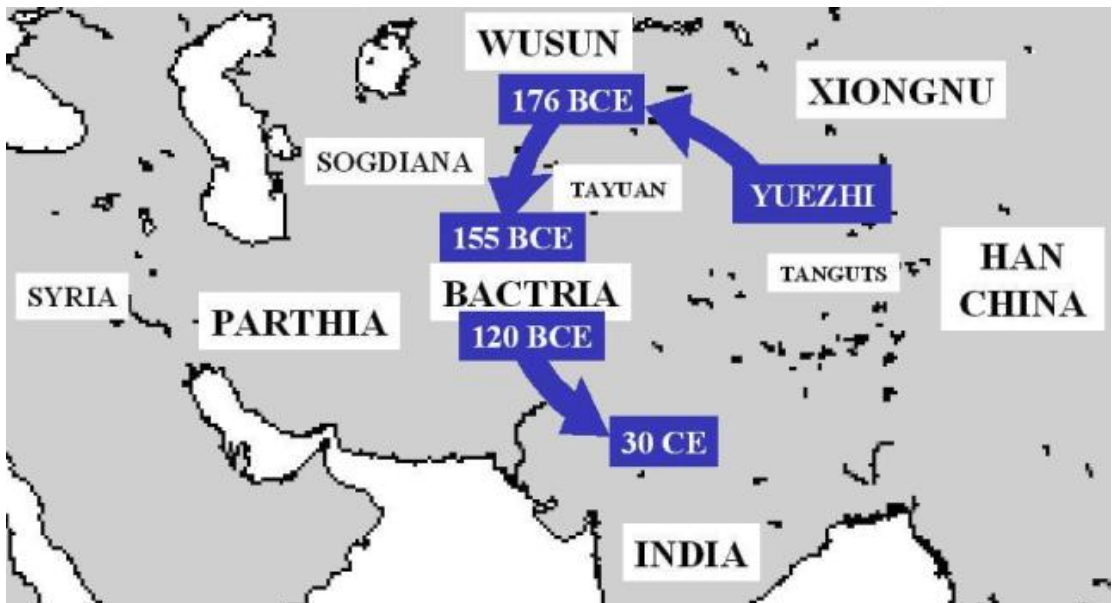 WUSUN
176 BCE
XIONGNU
SOGDIANA
TAYUAN
YUEZHI
155 BCE
HAN
CHINA
TANGUTS
SYRIA
BACTRIA
PARTHIA
120 BCE
30 CE
INDIA